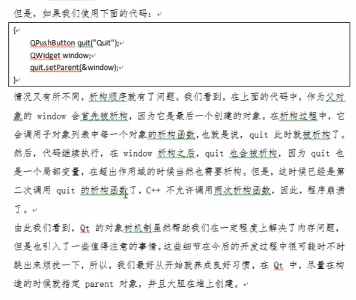 但是，如果我们使用下面的代码：
{
QPushButton quit("Quit");
QWidget window;
quit.setParent(&window);
}
情况又有所不同，析构顺序就有了问题。我们看到，在上面的代码中，作为父对
象的 window 会首先被析构，因为它是最后一个创建的对象。在析构过程中，它
会调用子对象列表中每一个对象的析构函数，也就是说， quit 此时就被析构了。
然后，代码继续执行，在 window 析构之后， quit 也会被析构，因为 quit 也
是一个局部变量，在超出作用域的时候当然也需要析构。但是，这时候已经是第
二次调用 quit 的析构函数了，C++ 不允许调用两次析构函数，因此，程序崩溃
了。
由此我们看到，Qt 的对象树机制虽然帮助我们在一定程度上解决了内存问题，
但是也引入了一些值得注意的事情。这些细节在今后的开发过程中很可能时不时
跳出来烦扰一下，所以，我们最好从开始就养成良好习惯，在 Qt 中，尽量在构
造的时候就指定 parent 对象，并且大胆在堆上创建。